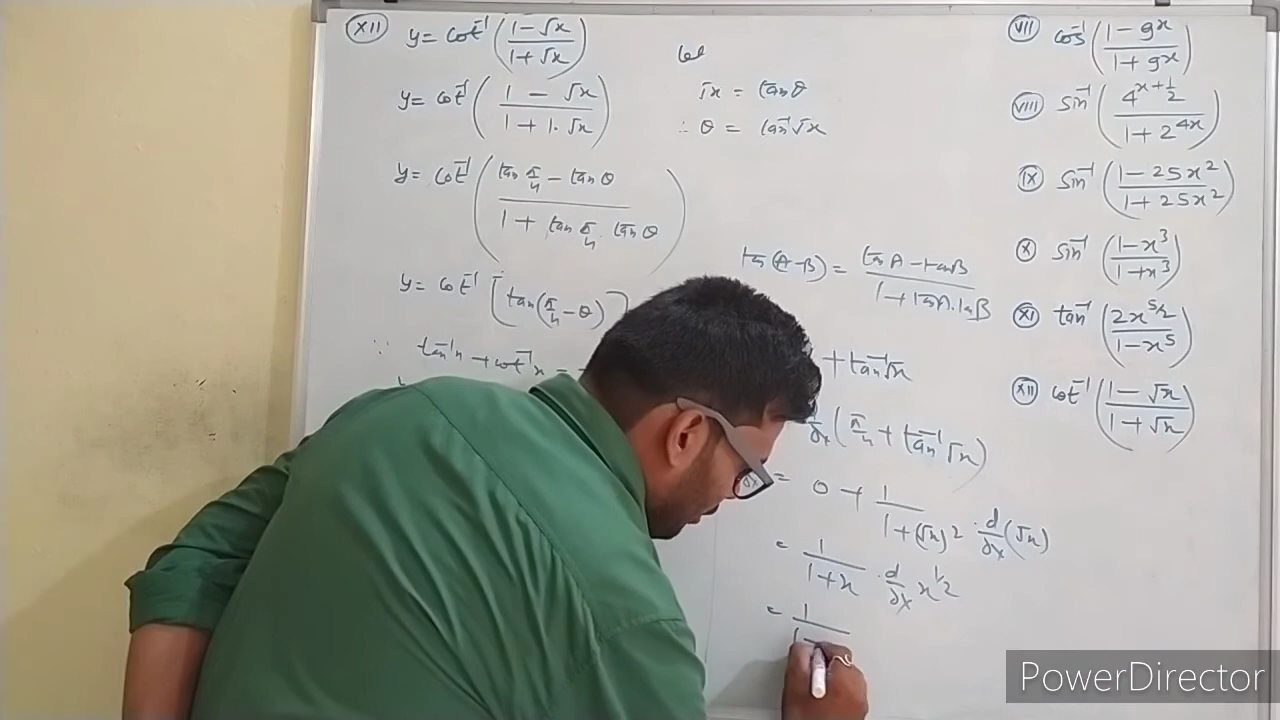 XII y = cot⁻¹ ( (1 - √x) / (1 + √x) )
y = cot⁻¹ ( (1 - √x) / (1 + 1. √x) )
y = cot⁻¹ ( (tan π/4 - tan θ) / (1 + tan π/4 . tan θ) )
y = cot⁻¹ [ tan ( π/4 - θ ) ]
∵ tan⁻¹x + cot⁻¹x =
let
√x = tan θ
∴ θ = tan⁻¹√x
tan (A-B) = (tan A - tan B) / (1 + tan A . tan B)
+ tan⁻¹√x
d/dx ( π/4 + tan⁻¹ √x )
= 0 + 1 / (1 + (√x)²) . d/dx (√x)
= 1 / (1 + x) . d/dx x^1/2
= 1 /
VII cos⁻¹ ( (1 - 9^x) / (1 + 9^x) )
VIII sin⁻¹ ( 4^(x + 1/2) / (1 + 2^4x) )
IX sin⁻¹ ( (1 - 25x²) / (1 + 25x²) )
X sin⁻¹ ( (1 - x³) / (1 + x³) )
XI tan⁻¹ ( 2x^5/2 / (1 - x⁵) )
XII cot⁻¹ ( (1 - √x) / (1 + √x) )
PowerDirector